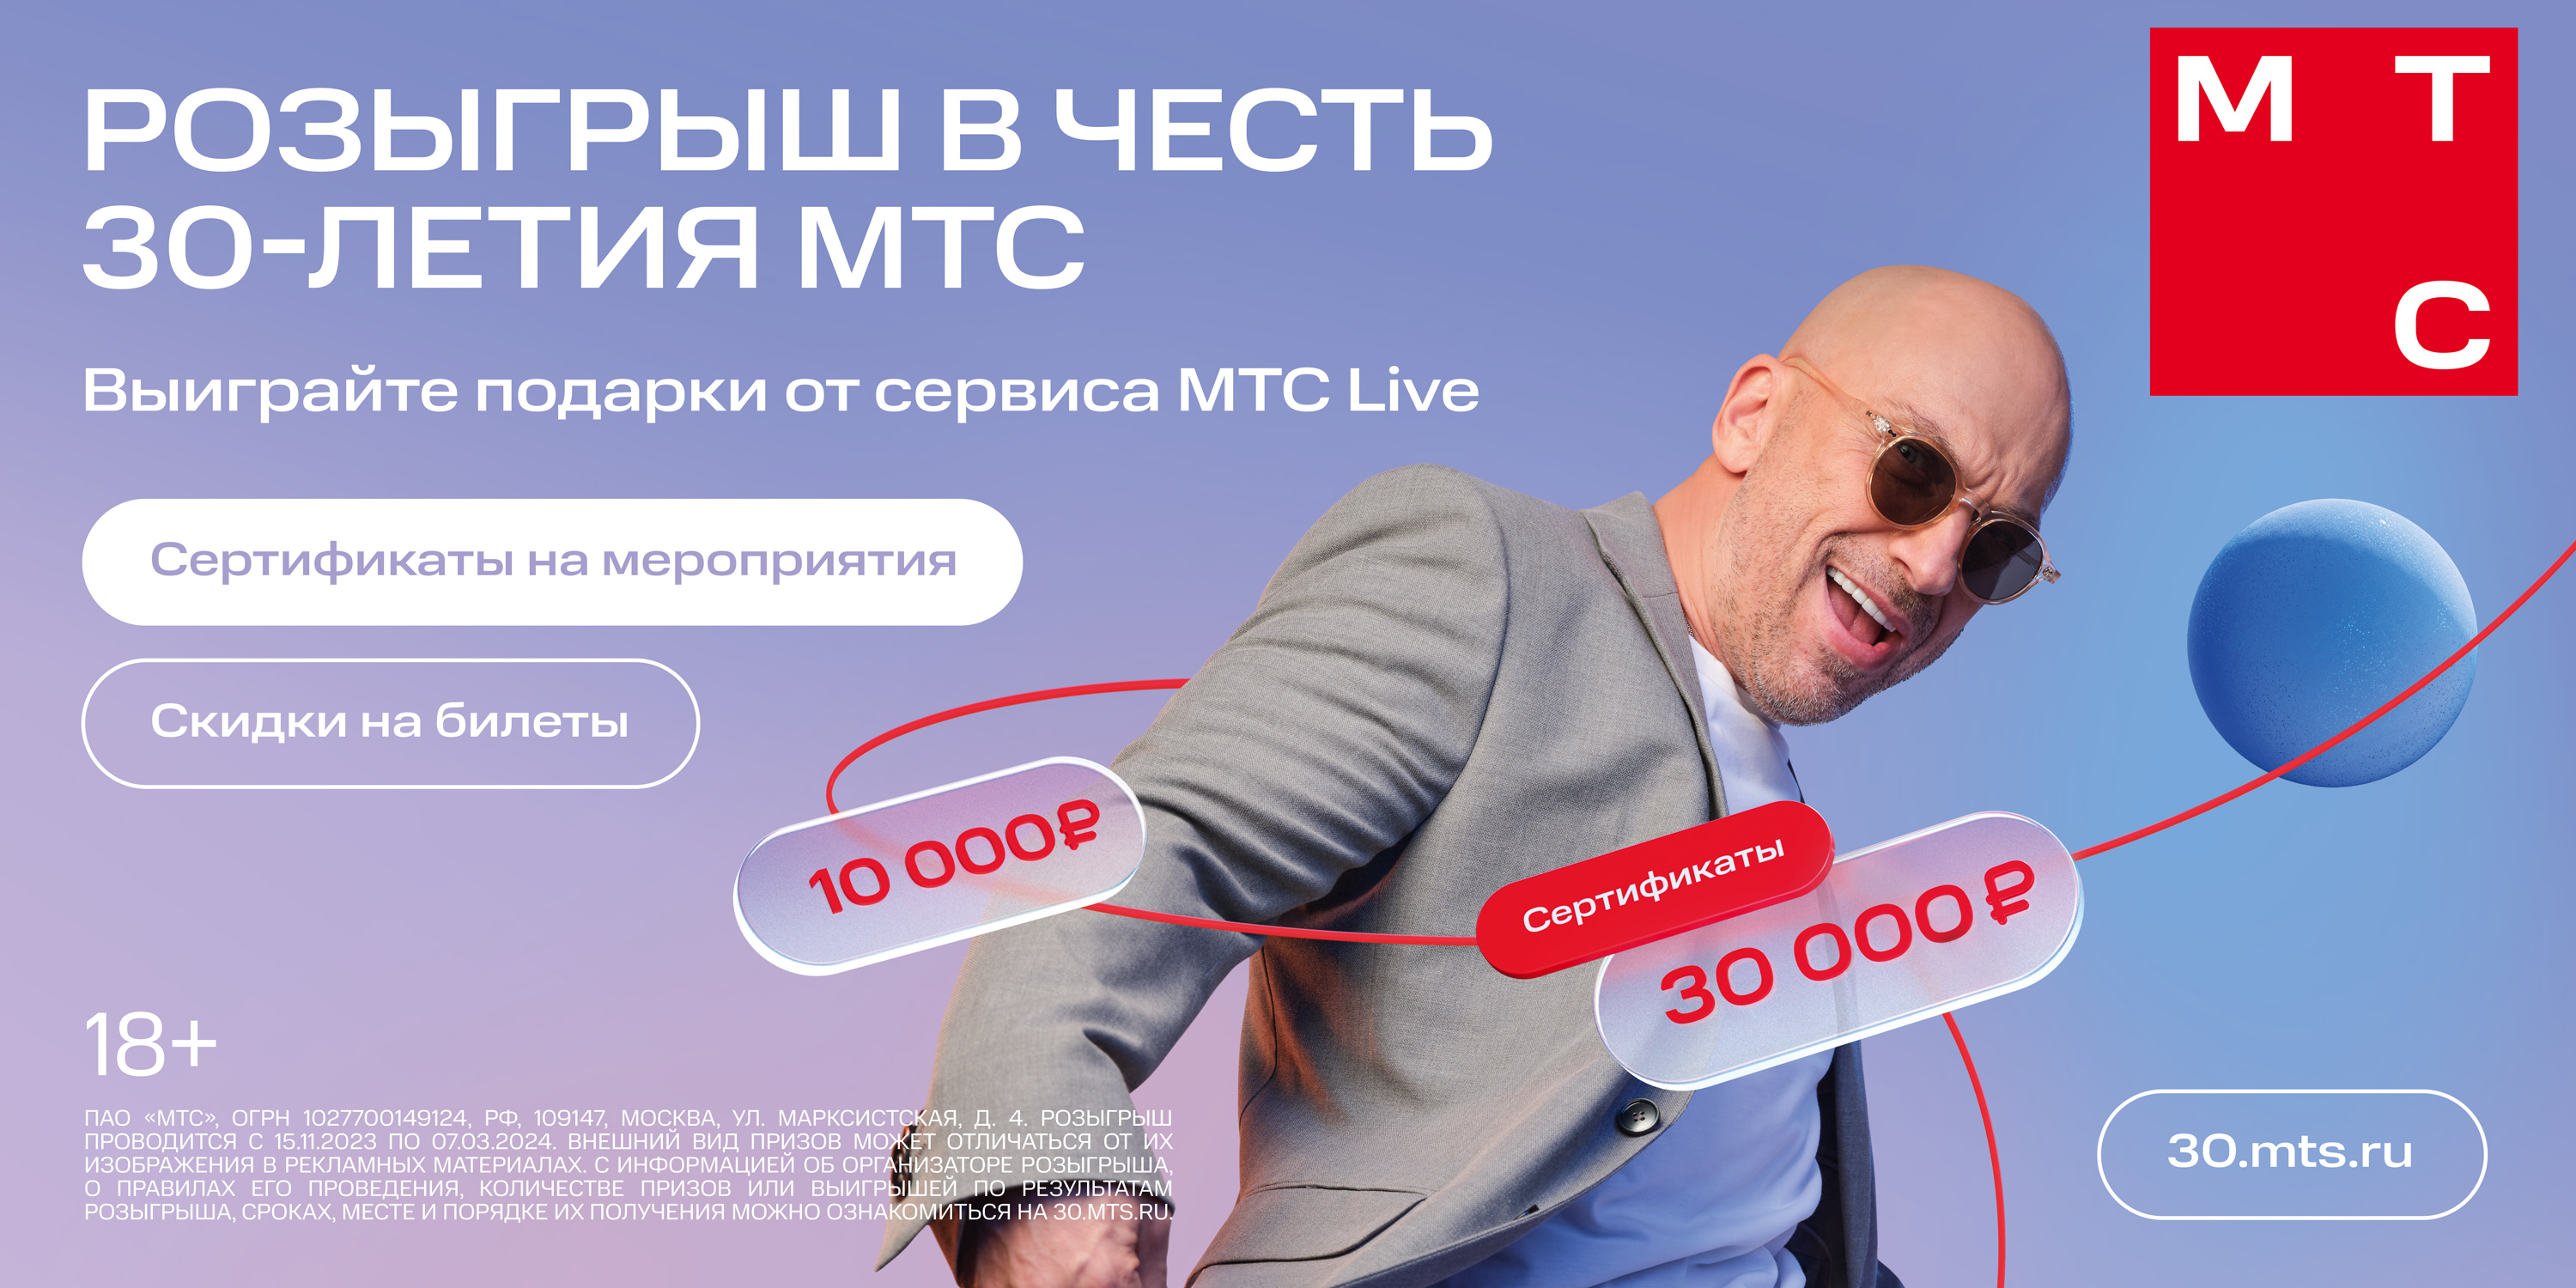 РОЗЫГРЫШ В ЧЕСТЬ
30-ЛЕТИЯ МТС
М Т
С
Выиграйте подарки от сервиса МТС Live
Сертификаты на мероприятия
Скидки на билеты
10 000₽
Сертификаты
30 000₽
18+
ПАО «МТС», ОГРН 1027700149124, РФ, 109147, МОСКВА, УЛ. МАРКСИСТСКАЯ, Д. 4. РОЗЫГРЫШ
ПРОВОДИТСЯ С 15.11.2023 ПО 07.03.2024. ВНЕШНИЙ ВИД ПРИЗОВ МОЖЕТ ОТЛИЧАТЬСЯ ОТ ИХ
ИЗОБРАЖЕНИЯ В РЕКЛАМНЫХ МАТЕРИАЛАХ. С ИНФОРМАЦИЕЙ ОБ ОРГАНИЗАТОРЕ РОЗЫГРЫША,
О ПРАВИЛАХ ЕГО ПРОВЕДЕНИЯ, КОЛИЧЕСТВЕ ПРИЗОВ ИЛИ ВЫИГРЫШЕЙ ПО РЕЗУЛЬТАТАМ
РОЗЫГРЫША, СРОКАХ, МЕСТЕ И ПОРЯДКЕ ИХ ПОЛУЧЕНИЯ МОЖНО ОЗНАКОМИТЬСЯ НА 30.MTS.RU.
30.mts.ru